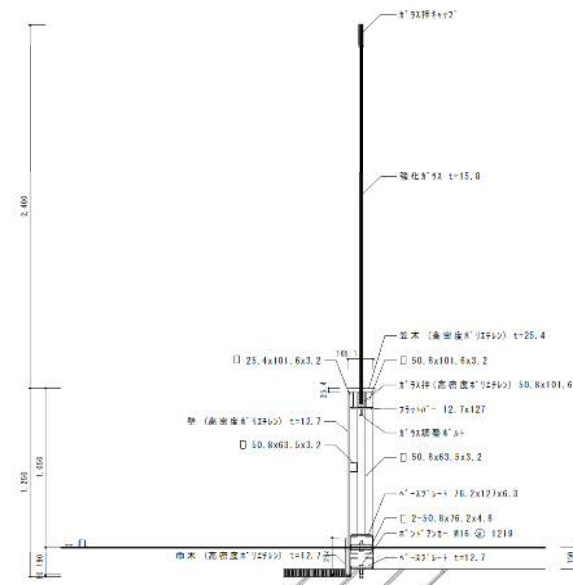 ガラス押キャップ
強化ガラス t=15.0
2,400
笠木 (高密度ポリエチレン) t=25.4
□ 25.4x101.6x3.2
□ 50.8x101.6x3.2
25.4
ガラス押(高密度ポリエチレン) 50.8x101.6
フラットバー 12.7x127
壁 (高密度ポリエチレン) t=12.7
ガラス調整ボルト
□ 50.8x63.5x3.2
□ 50.8x63.5x3.2
1,050
ベースプレート 76.2x127x6.3
□ 2-50.8x76.2x4.8
ボンドアンカー M16 @ 1219
巾木 (高密度ポリエチレン) t=12.7
ベースプレート t=12.7
150